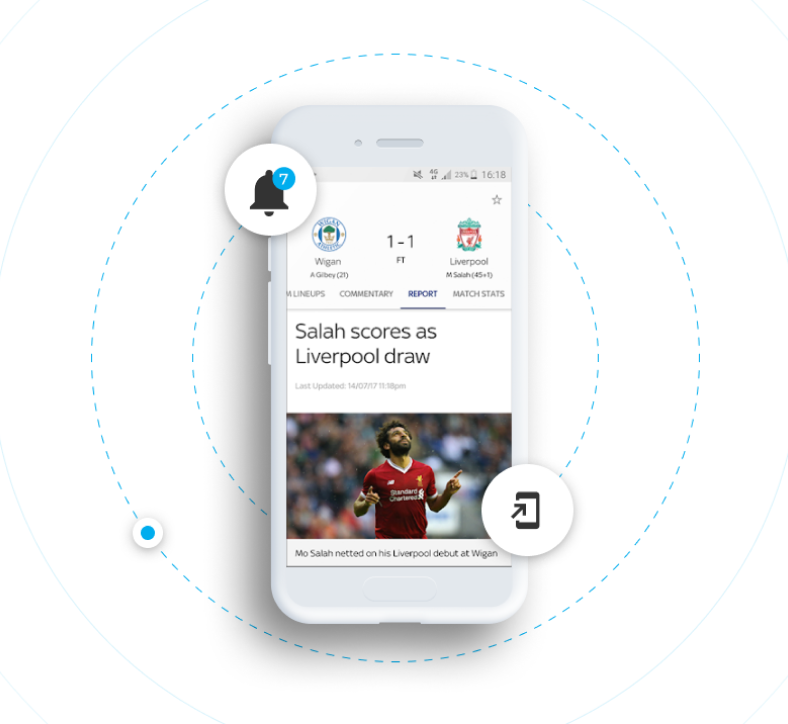 7
4G 23% 16:18
WIGAN
ATHLETIC
1-1
FT
Wigan
Liverpool
A Gilbey (21)
M Salah (45+1)
M LINEUPS COMMENTARY REPORT MATCH STATS
Salah scores as
Liverpool draw
Last Updated: 14/07/17 11:18pm
Standard
Chartered
Mo Salah netted on his Liverpool debut at Wigan